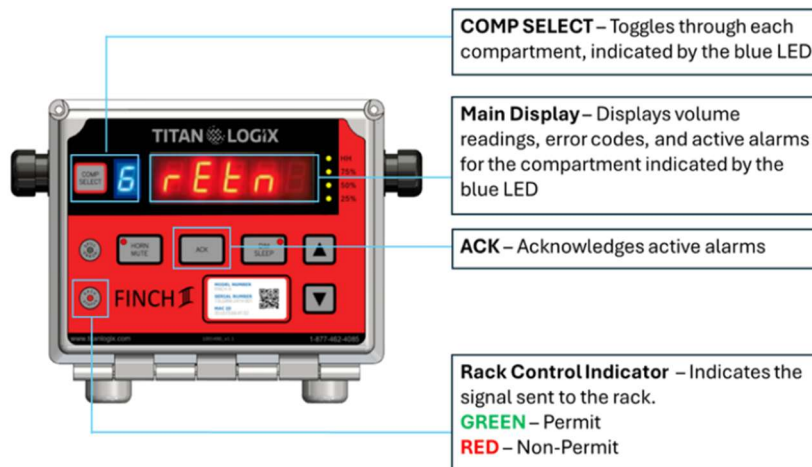 COMP SELECT – Toggles through each
compartment, indicated by the blue LED
Main Display – Displays volume
readings, error codes, and active alarms
for the compartment indicated by the
blue LED
ACK – Acknowledges active alarms
Rack Control Indicator – Indicates the
signal sent to the rack.
GREEN – Permit
RED – Non-Permit
TITAN LOGIX
COMP
SELECT
6
rEtn
HH
75%
50%
25%
HORN
MUTE
ACK
SLEEP
FINCH II
MODEL NUMBER
SERIAL NUMBER
MAC ID
www.titanlogix.com
1-877-462-4085